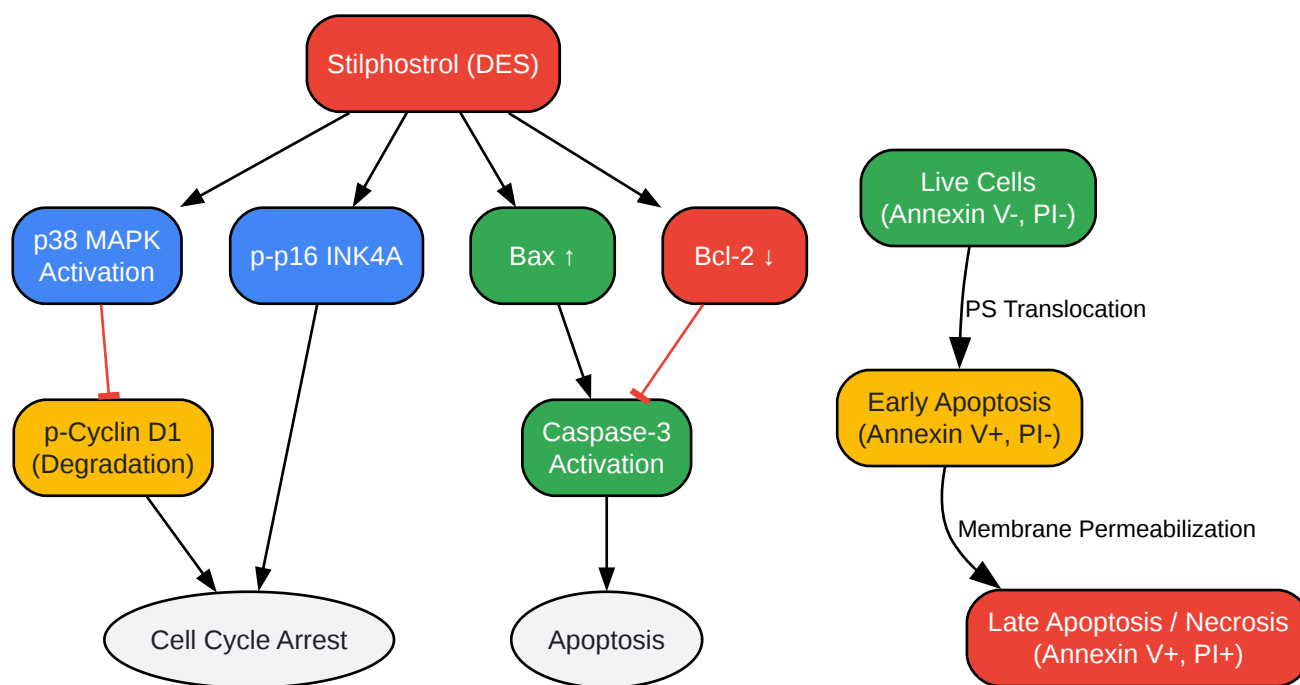 Stilphostrol (DES)
p38 MAPK
Activation
p-p16 INK4A
Bax ↑
Bcl-2 ↓
p-Cyclin D1
(Degradation)
Caspase-3
Activation
Cell Cycle Arrest
Apoptosis
Live Cells
(Annexin V-, PI-)
PS Translocation
Early Apoptosis
(Annexin V+, PI-)
Membrane Permeabilization
Late Apoptosis / Necrosis
(Annexin V+, PI+)